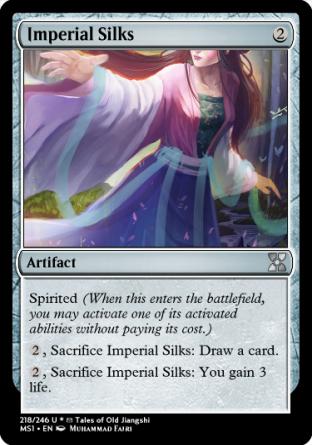 Imperial Silks 2
Artifact
Spirited (When this enters the battlefield,
you may activate one of its activated
abilities without paying its cost.)
2, Sacrifice Imperial Silks: Draw a card.
2, Sacrifice Imperial Silks: You gain 3
life.
218/246 U * Tales of Old Jiangshi
MS1 • EN Muhammad Fajri